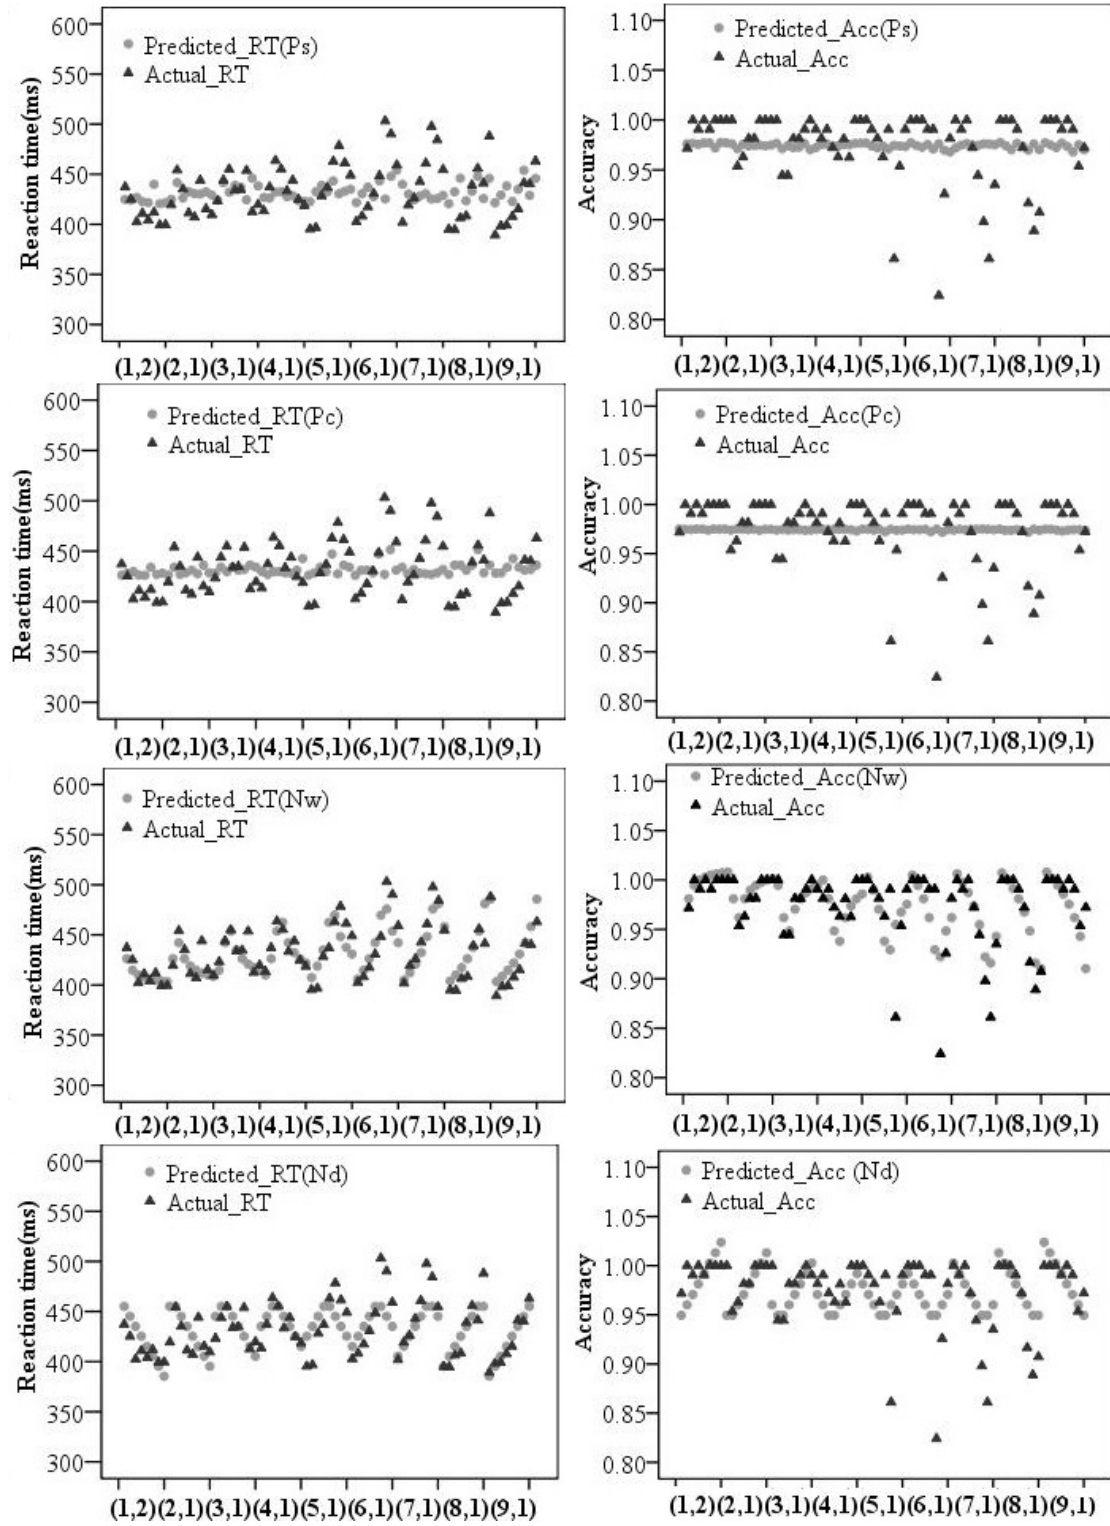 600
550
500
450
400
350
300
Reaction time(ms)
Predicted_RT(Ps)
Actual_RT
(1,2)(2,1)(3,1)(4,1)(5,1)(6,1)(7,1)(8,1)(9,1)
1.10
1.05
1.00
0.95
0.90
0.85
0.80
Accuracy
Predicted_Acc(Ps)
Actual_Acc
(1,2)(2,1)(3,1)(4,1)(5,1)(6,1)(7,1)(8,1)(9,1)
600
500
450
400
350
300
Reaction time(ms)
Predicted_RT(Pc)
Actual_RT
(1,2)(2,1)(3,1)(4,1)(5,1)(6,1)(7,1)(8,1)(9,1)
1.10
1.05
1.00
0.95
0.90
0.85
0.80
Accuracy
Predicted_Acc(Pc)
Actual_Acc
(1,2)(2,1)(3,1)(4,1)(5,1)(6,1)(7,1)(8,1)(9,1)
600
550
500
450
400
350
300
Reaction time(ms)
Predicted_RT(Nw)
Actual_RT
(1,2)(2,1)(3,1)(4,1)(5,1)(6,1)(7,1)(8,1)(9,1)
1.10
1.05
1.00
0.95
0.90
0.85
0.80
Accuracy
Predicted_Acc(Nw)
Actual_Acc
(1,2)(2,1)(3,1)(4,1)(5,1)(6,1)(7,1)(8,1)(9,1)
600
550
500
450
400
350
300
Reaction time(ms)
Predicted_RT(Nd)
Actual_RT
(1,2)(2,1)(3,1)(4,1)(5,1)(6,1)(7,1)(8,1)(9,1)
1.10
1.05
1.00
0.95
0.90
0.85
0.80
Accuracy
Predicted_Acc (Nd)
Actual_Acc
(1,2)(2,1)(3,1)(4,1)(5,1)(6,1)(7,1)(8,1)(9,1)